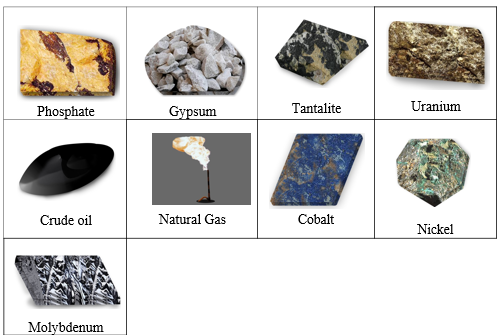 Phosphate
Gypsum
Tantalite
Uranium
Crude oil
Natural Gas
Cobalt
Nickel
Molybdenum